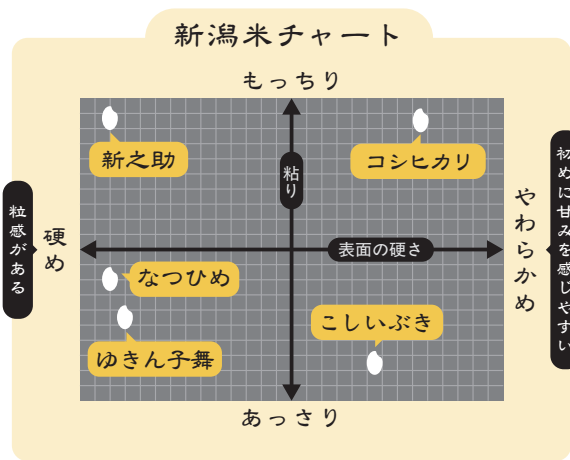 新潟米チャート
もっちり
新之助
コシヒカリ
粘り
初めに甘みを感じやすい
やわらかめ
粒感がある
硬め
表面の硬さ
なつひめ
こしいぶき
ゆきん子舞
あっさり